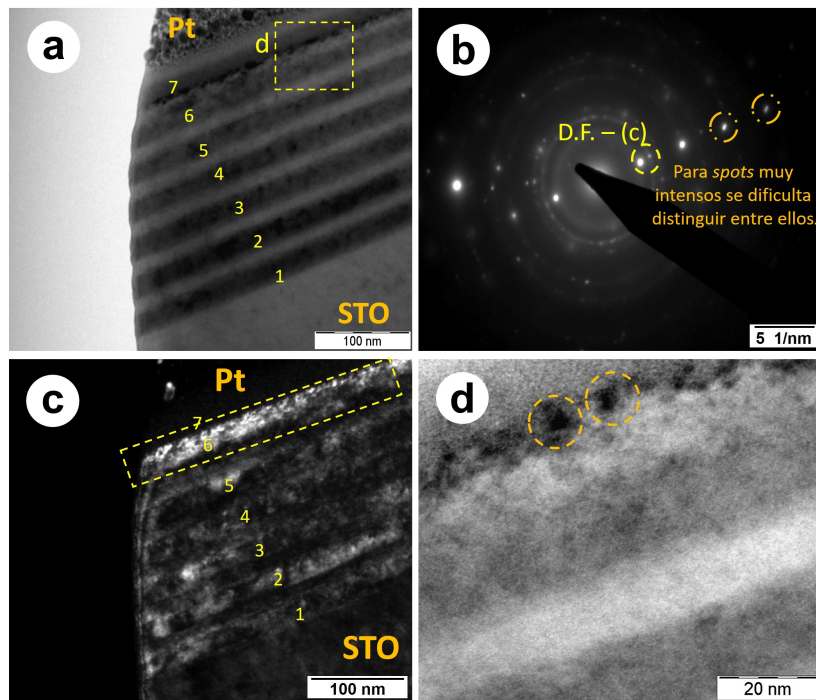 a
Pt
d
7
6
5
4
3
2
1
STO
100 nm
b
D.F. – (c)
Para spots muy
intensos se dificulta
distinguir entre ellos.
5 1/nm
c
Pt
7
6
5
4
3
2
1
STO
100 nm
d
20 nm